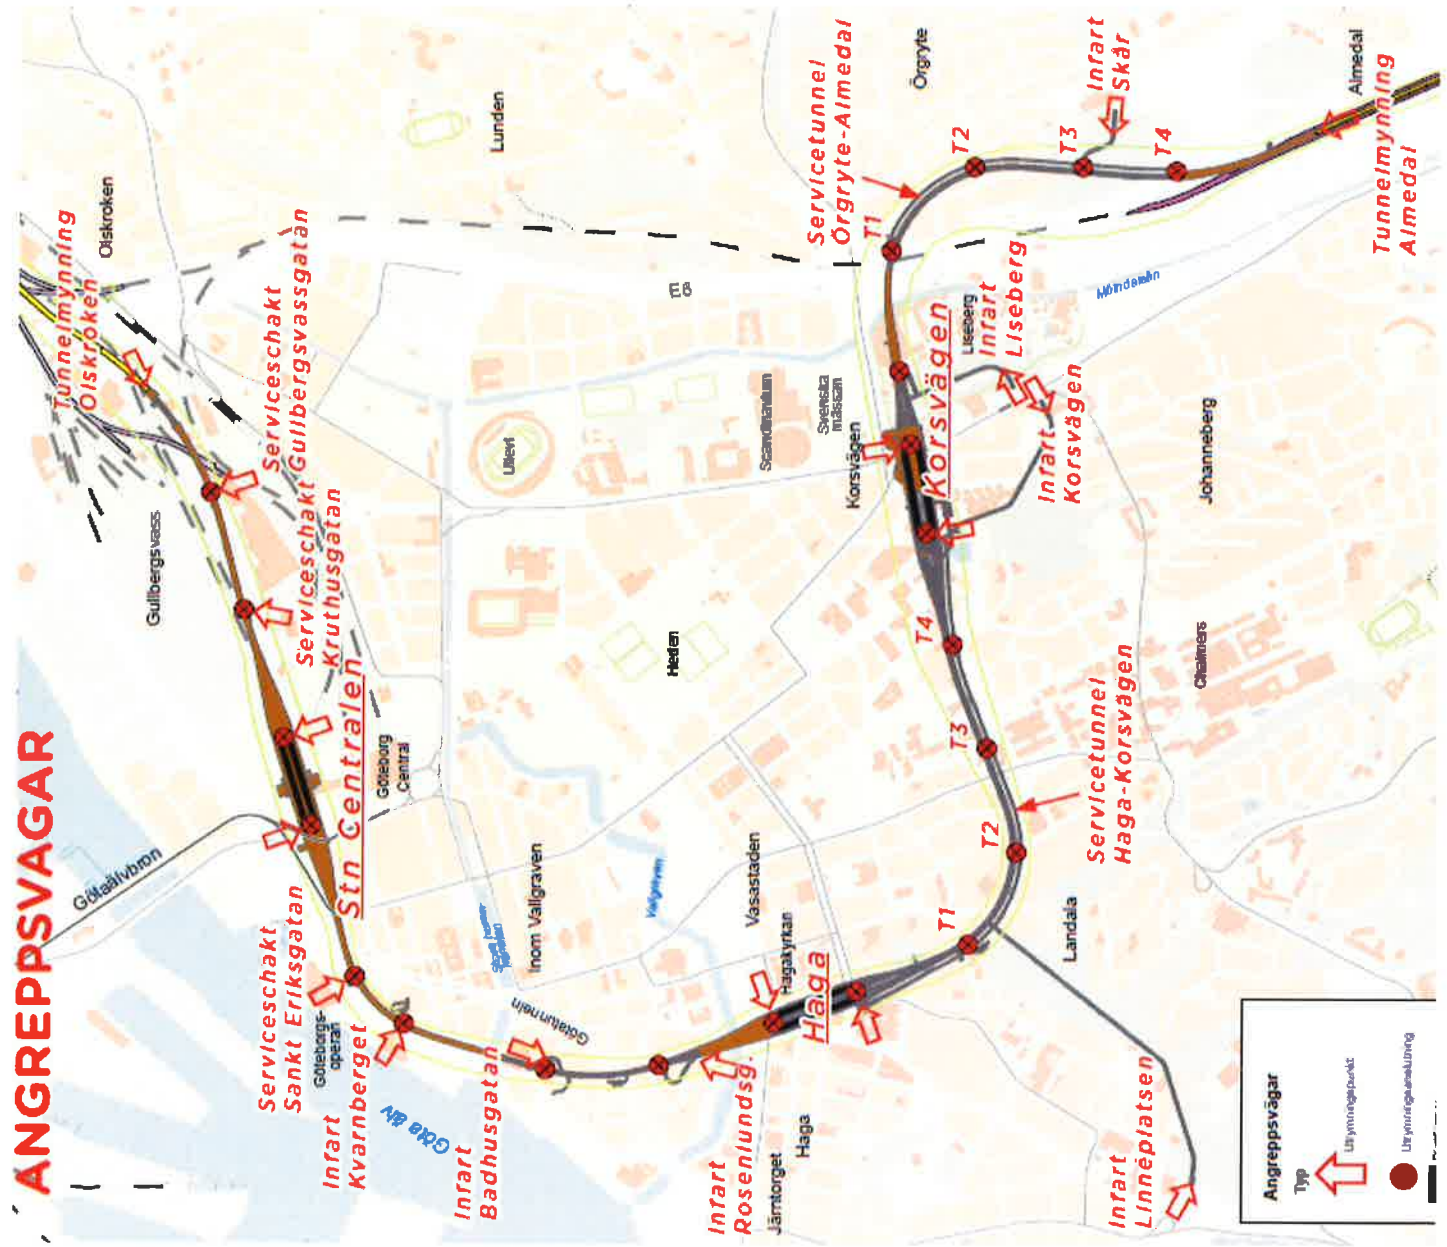 ANGREPPSVAGAR
Tunnelmynning
Olskroken
Olskroken
Lunden
Servicetunnel
Örgryte-Almedal
Örgryte
Infart
Skår
Almedal
Tunnelmynning
Almedal
T1
T2
T3
T4
Serviceschakt
Gullbergsvassgatan
Serviceschakt
Kruthusgatan
Gullbergsvass
E6
Ullevi
Scandinavium
Svenska
mässan
Korsvägen
Korsvägen
Liseberg
Infart
Liseberg
Mölndalsån
Infart
Korsvägen
Johanneberg
Chalmers
Heden
Stn Centralen
Göteborg
Central
Götaälvbron
Serviceschakt
Sankt Eriksgatan
Göteborgs-
operan
Infart
Kvarnberget
Göta älv
Infart
Badhusgatan
Götatunneln
Inom Vallgraven
Vallgraven
Vasastaden
Hagakyrkan
Haga
Infart
Rosenlundsg.
Järntorget
Haga
T1
T2
T3
T4
Servicetunnel
Haga-Korsvägen
Landala
Infart
Linnéplatsen
Angreppsvägar
Typ
Utrymningspunkt
Utrymningsanslutning